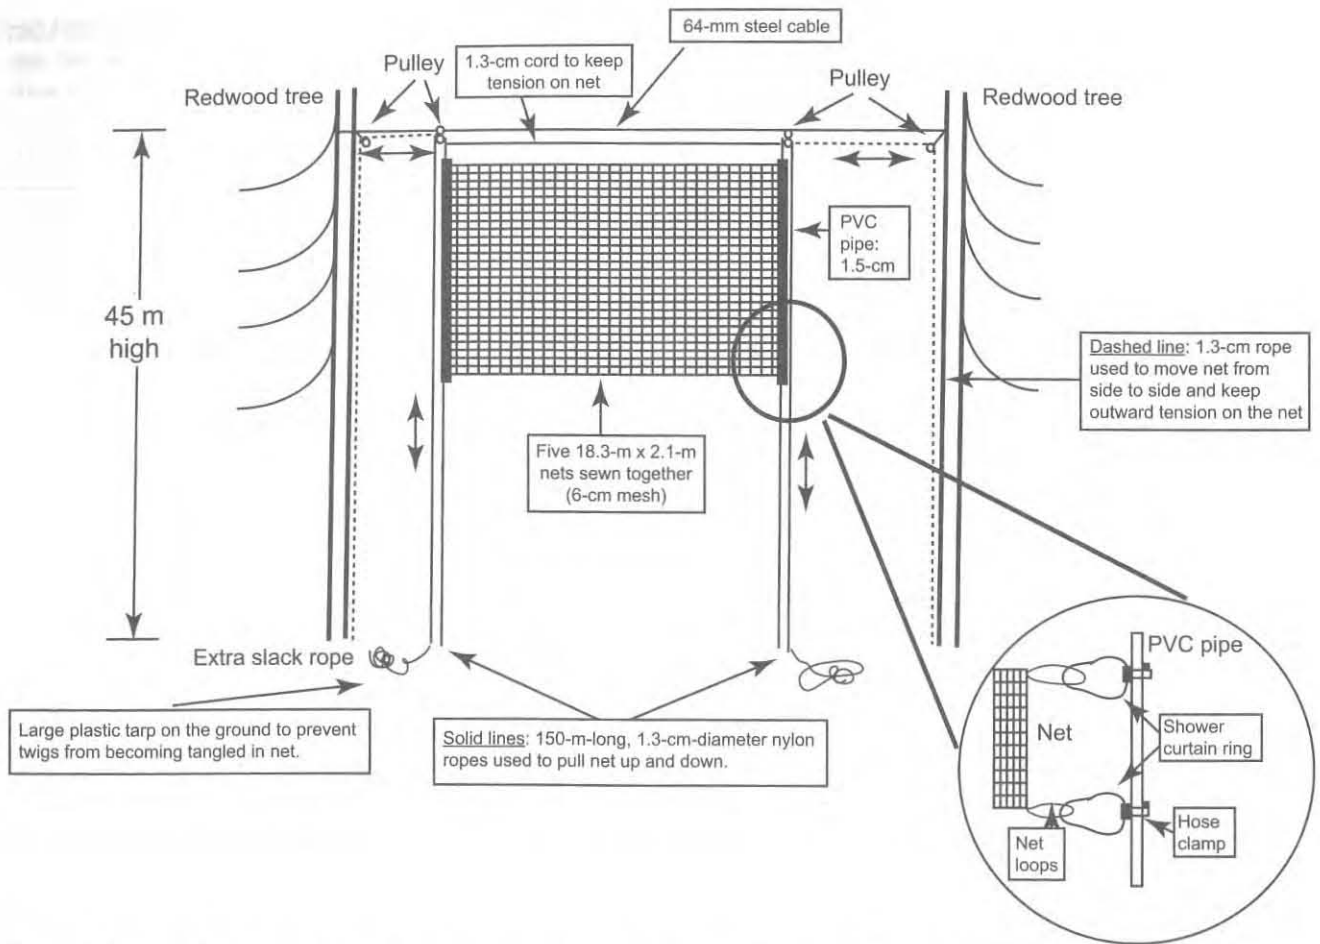 64-mm steel cable
Pulley
1.3-cm cord to keep
tension on net
Pulley
Redwood tree
Redwood tree
PVC
pipe:
1.5-cm
45 m
high
Dashed line: 1.3-cm rope
used to move net from
side to side and keep
outward tension on the net
Five 18.3-m x 2.1-m
nets sewn together
(6-cm mesh)
Extra slack rope
Large plastic tarp on the ground to prevent
twigs from becoming tangled in net.
Solid lines: 150-m-long, 1.3-cm-diameter nylon
ropes used to pull net up and down.
PVC pipe
Net
Shower
curtain ring
Net
loops
Hose
clamp